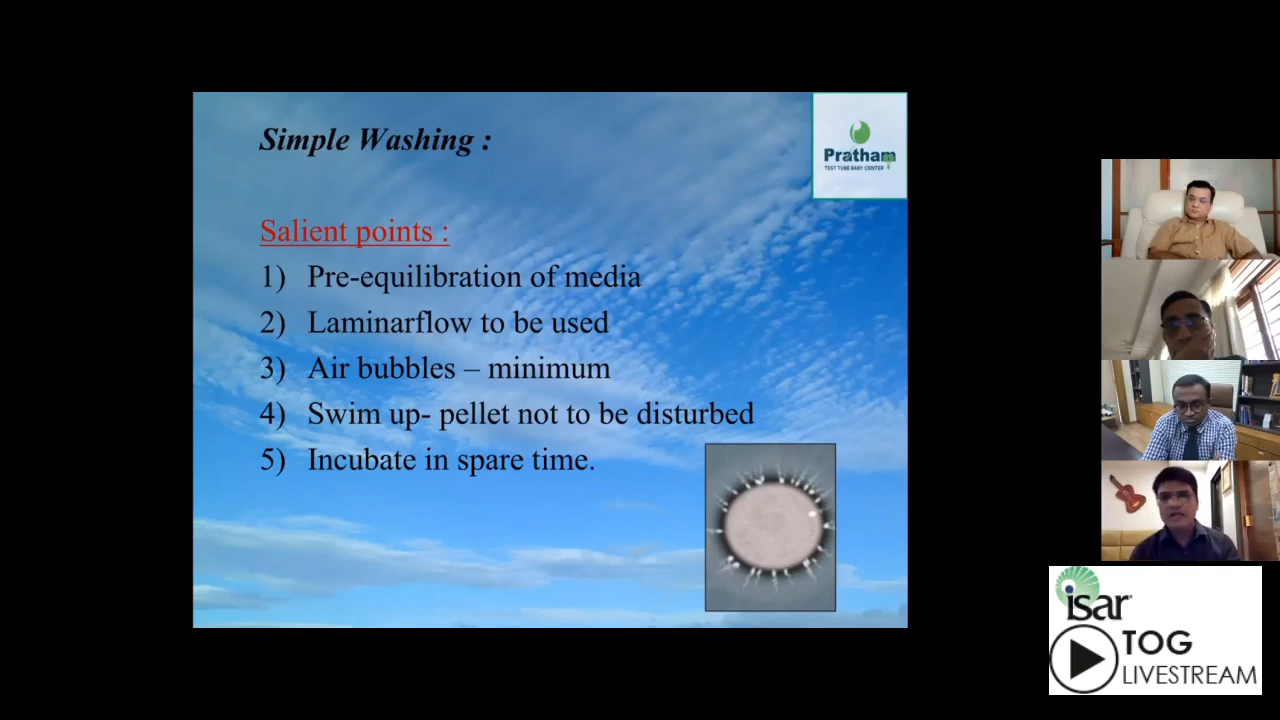 Simple Washing :
Pratham
TEST TUBE BABY CENTER
Salient points :
1) Pre-equilibration of media
2) Laminarflow to be used
3) Air bubbles – minimum
4) Swim up- pellet not to be disturbed
5) Incubate in spare time.
isar
TOG
LIVESTREAM